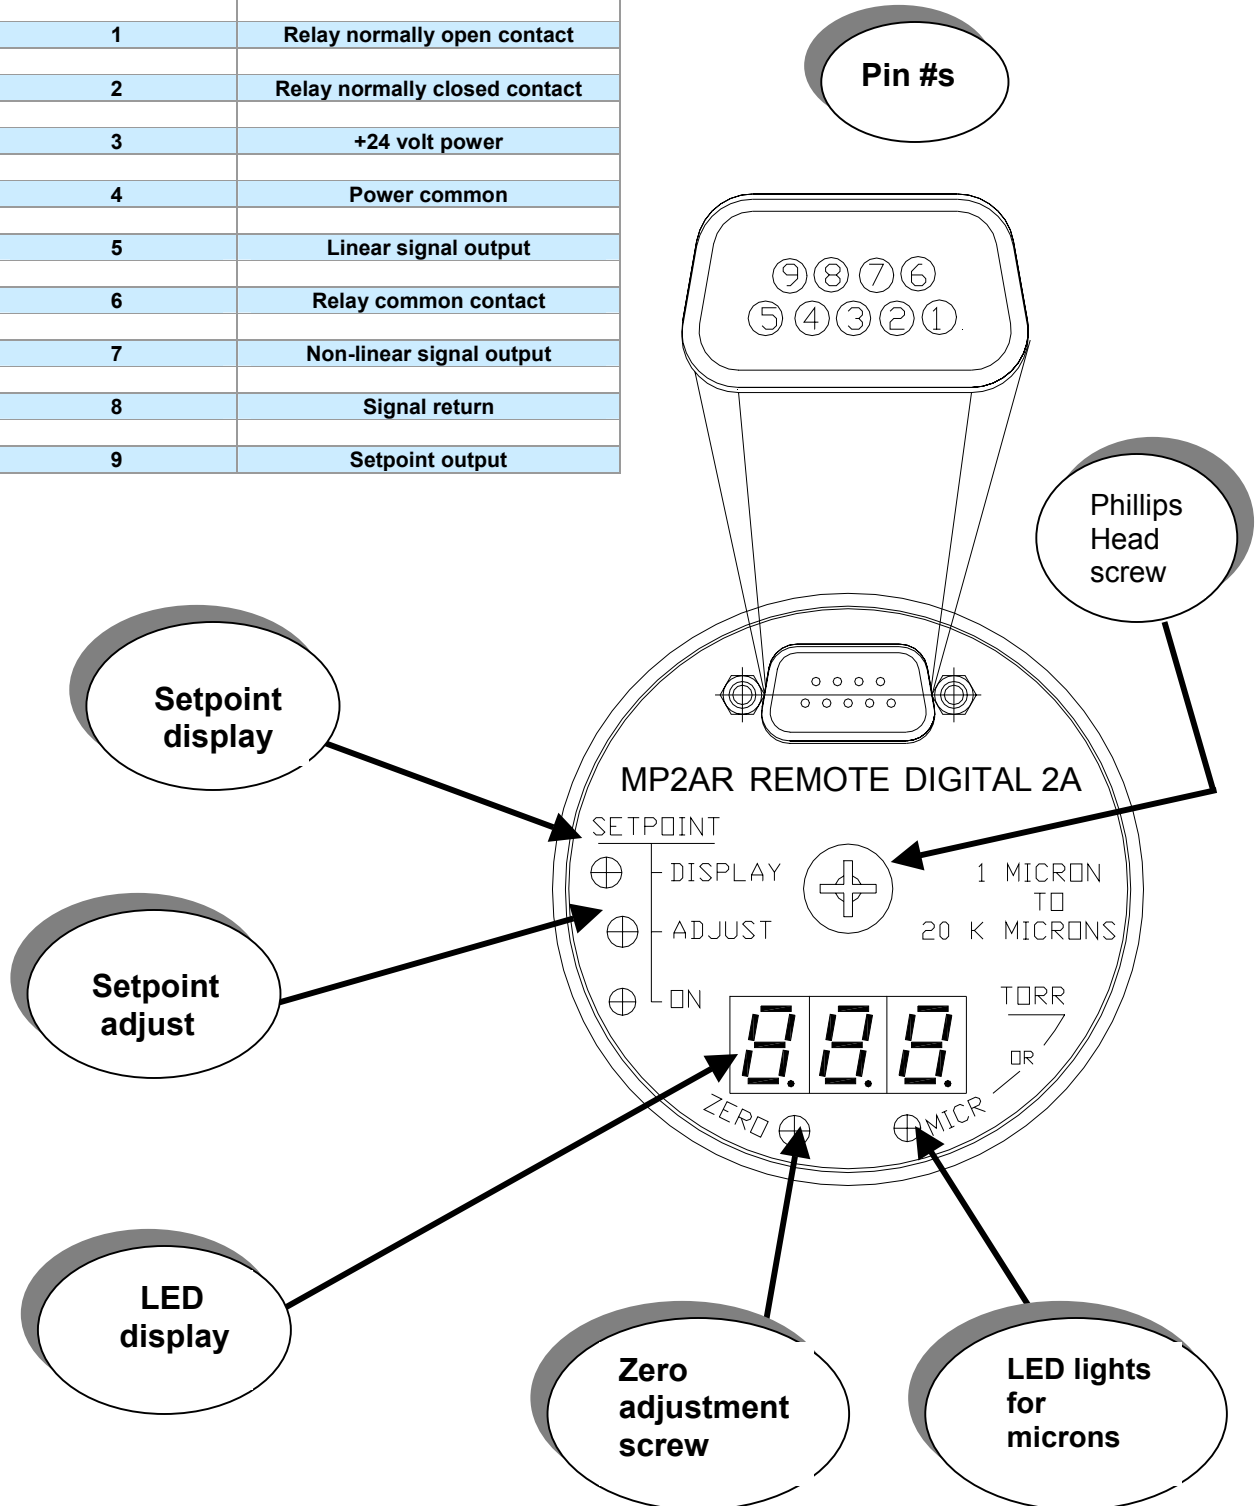 1 Relay normally open contact
2 Relay normally closed contact
3 +24 volt power
4 Power common
5 Linear signal output
6 Relay common contact
7 Non-linear signal output
8 Signal return
9 Setpoint output
Pin #s
9 8 7 6
5 4 3 2 1
Phillips
Head
screw
Setpoint
display
MP2AR REMOTE DIGITAL 2A
SETPOINT
DISPLAY
ADJUST
ON
1 MICRON
TO
20 K MICRONS
Setpoint
adjust
TORR
OR
MICR
8.8.8.
ZERO
LED
display
Zero
adjustment
screw
LED lights
for
microns